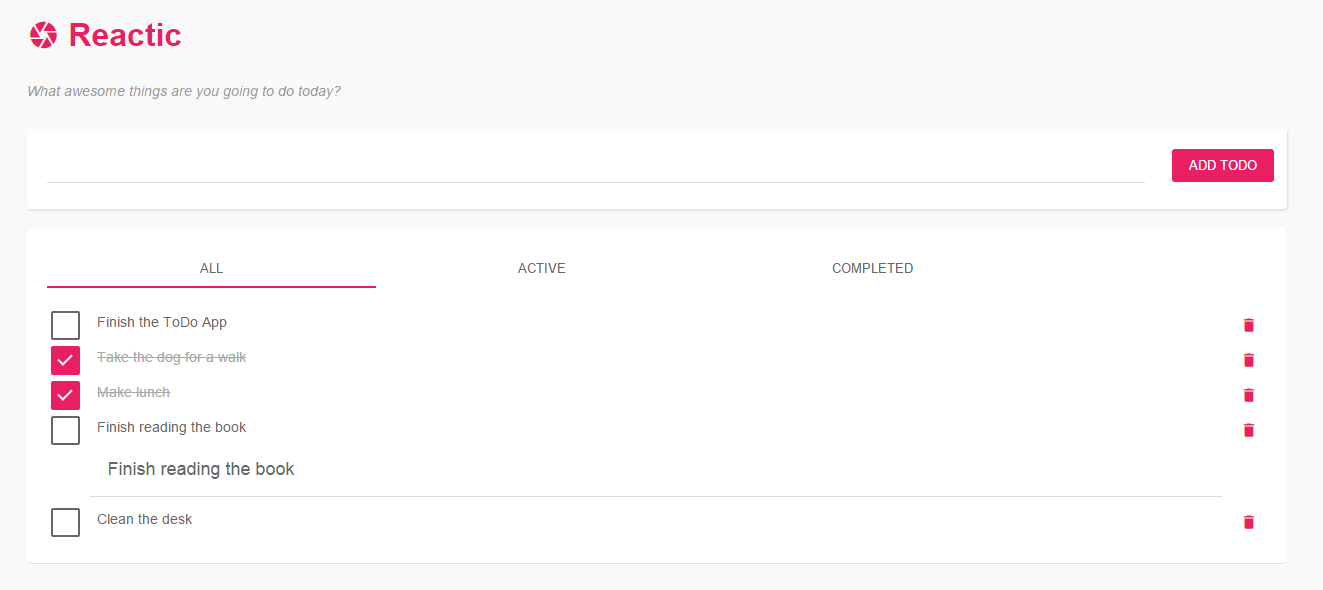 Reactic
What awesome things are you going to do today?
ADD TODO
ALL ACTIVE COMPLETED
Finish the ToDo App
Take the dog for a walk
Make lunch
Finish reading the book
Finish reading the book
Clean the desk